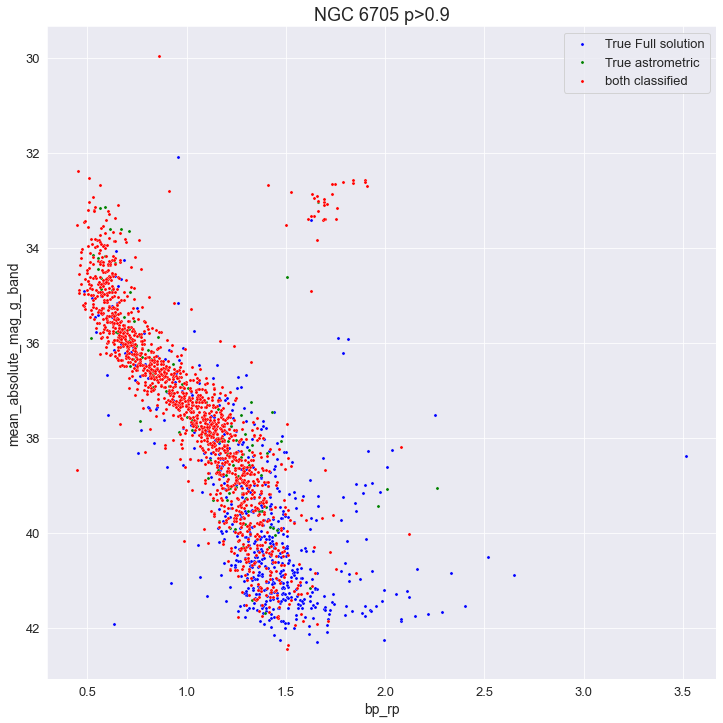 NGC 6705 p>0.9
True Full solution
True astrometric
both classified
30
32
34
36
38
40
42
mean_absolute_mag_g_band
0.5 1.0 1.5 2.0 2.5 3.0 3.5
bp_rp